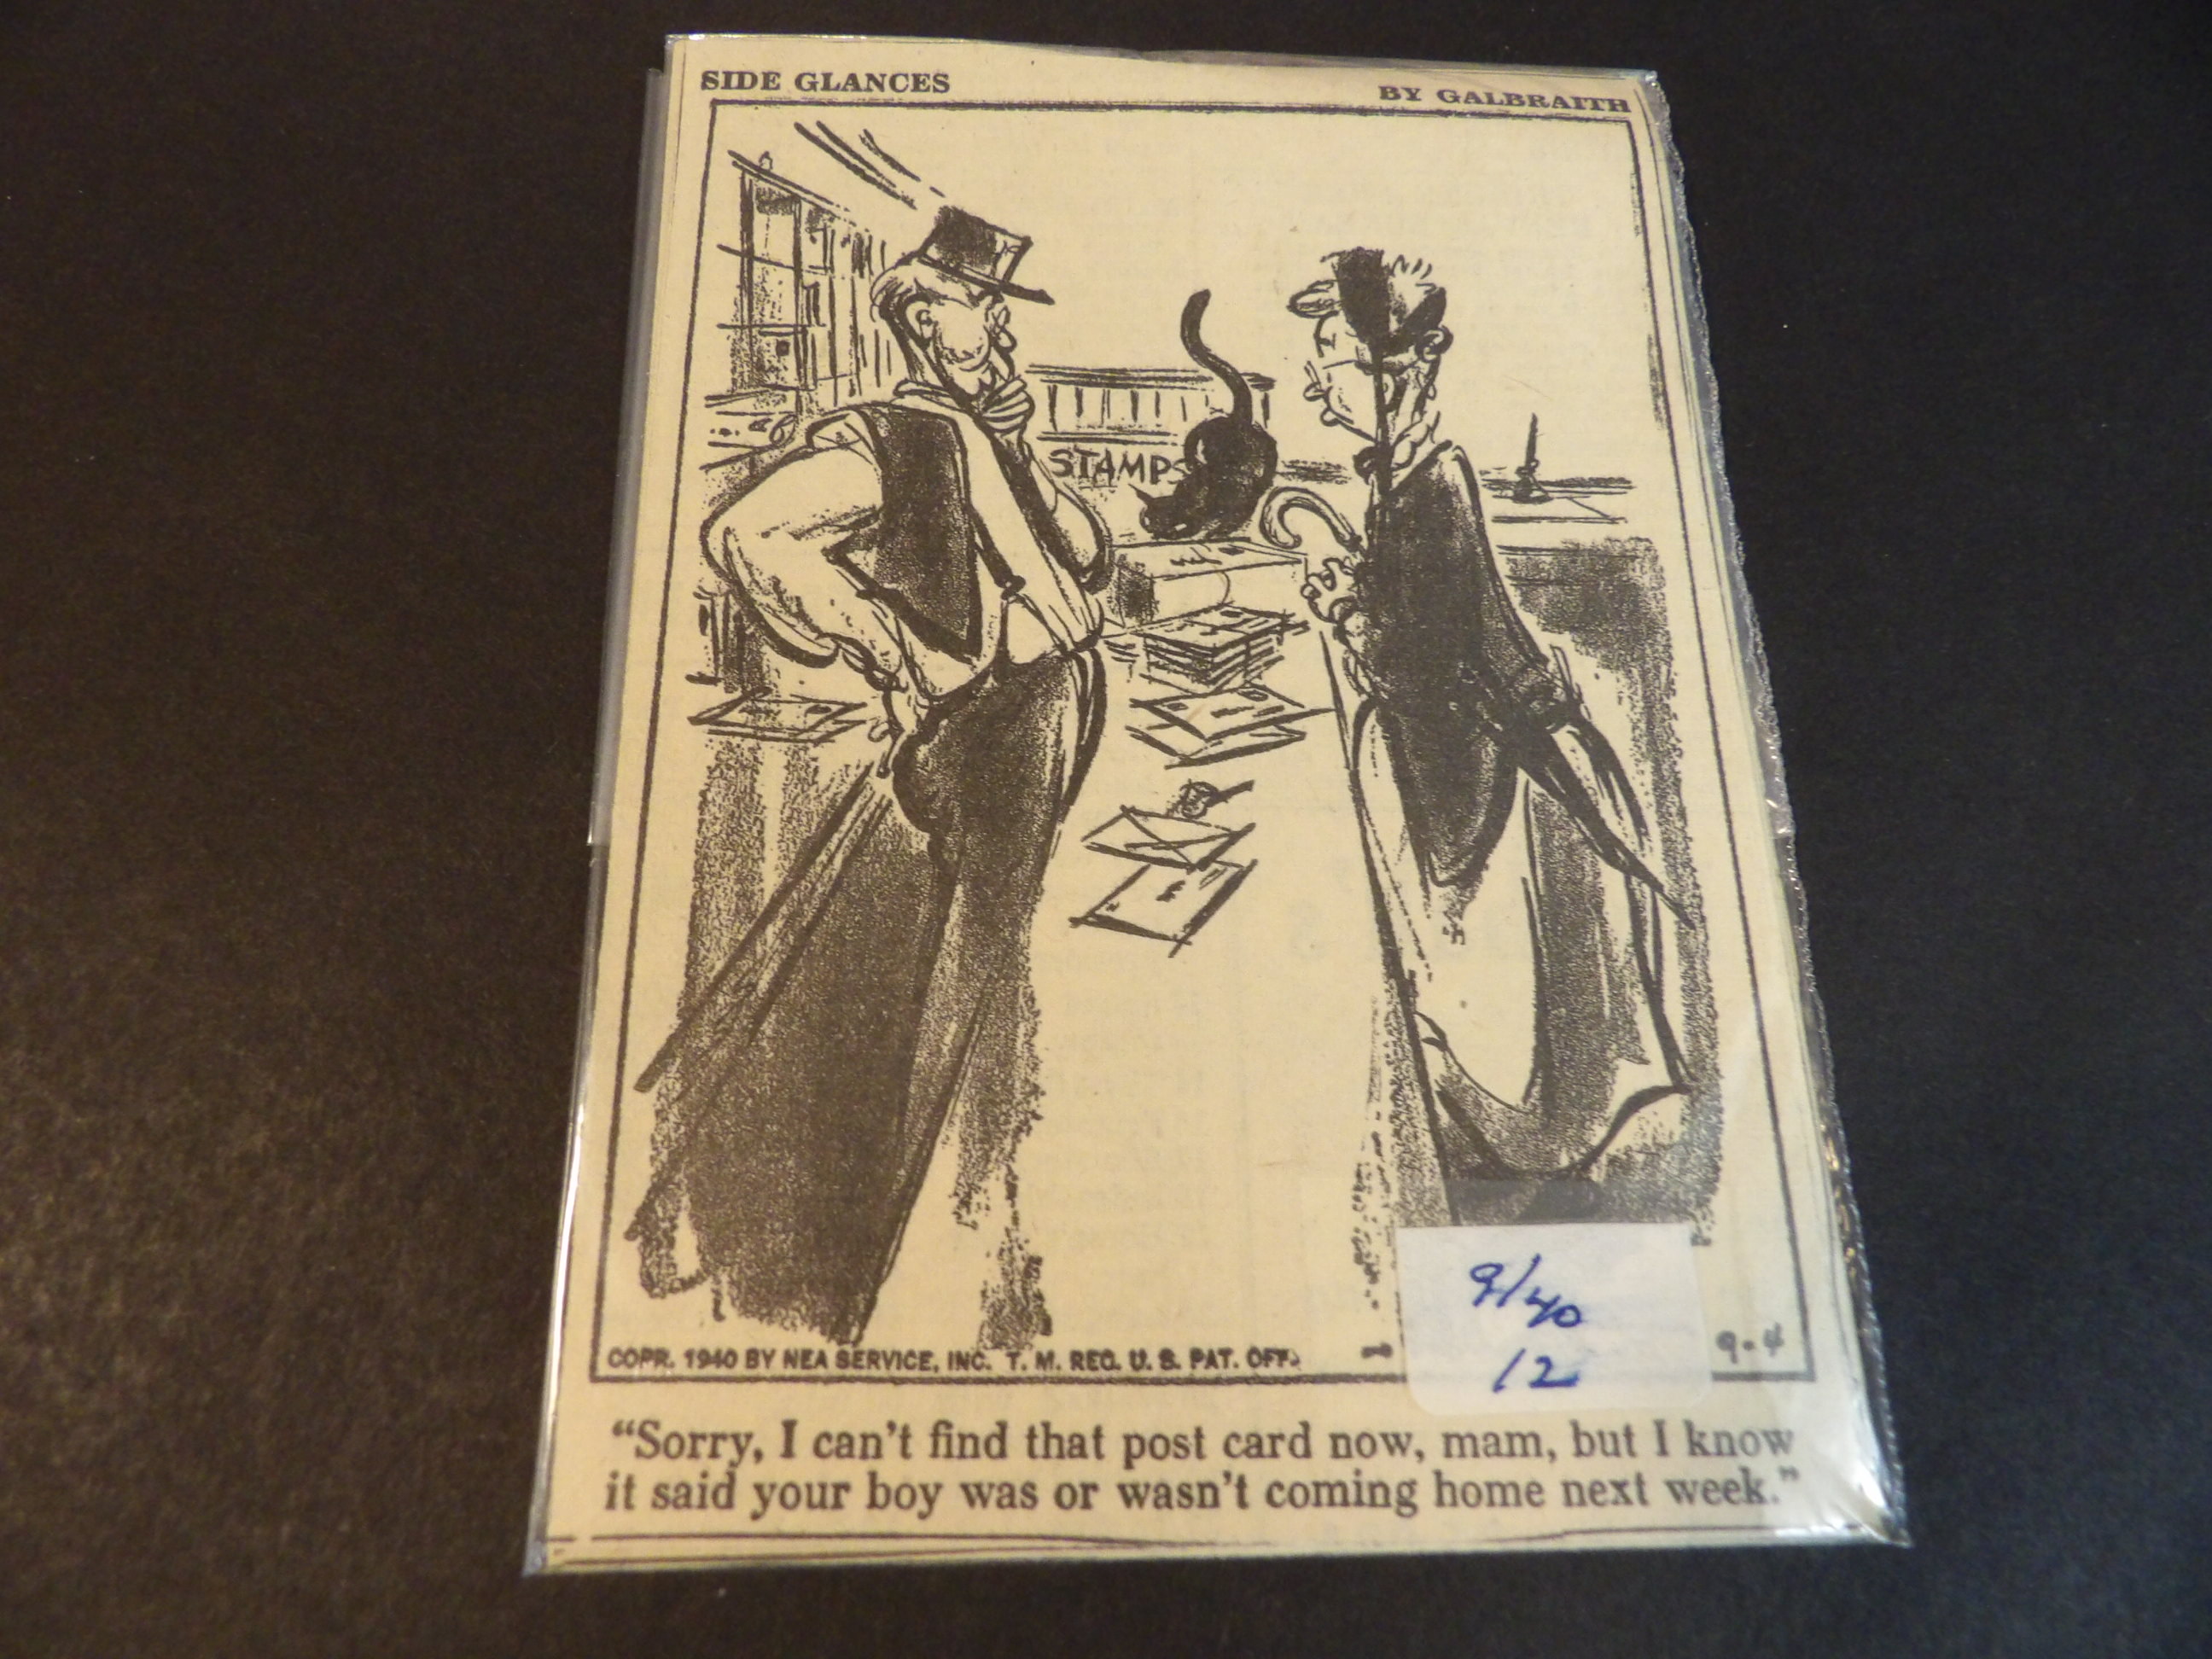 SIDE GLANCES
BY GALBRAITH
STAMPS
9/40
12
COPR. 1940 BY NEA SERVICE, INC. T. M. REG. U. S. PAT. OFF.
9-4
“Sorry, I can’t find that post card now, mam, but I know
it said your boy was or wasn’t coming home next week.”